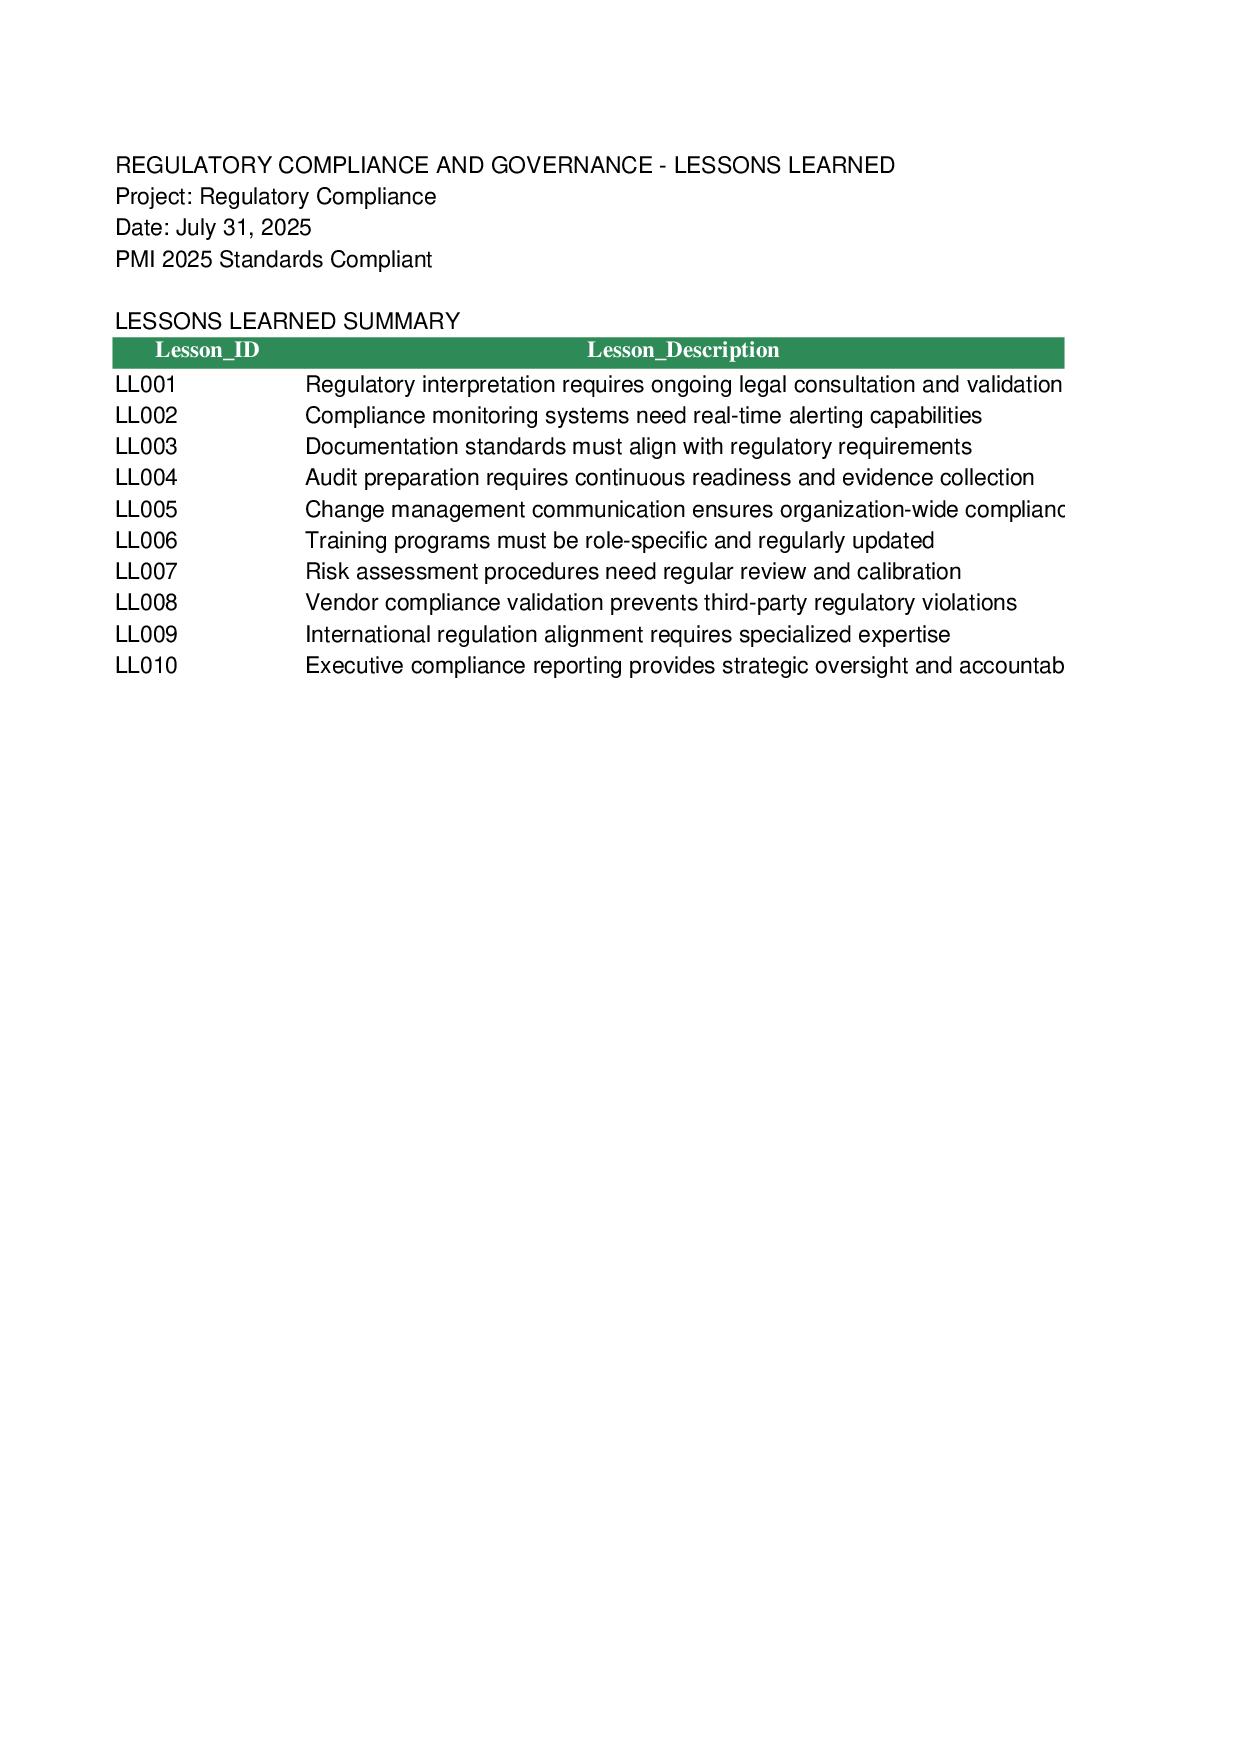 REGULATORY COMPLIANCE AND GOVERNANCE - LESSONS LEARNED
Project: Regulatory Compliance
Date: July 31, 2025
PMI 2025 Standards Compliant
LESSONS LEARNED SUMMARY
Lesson_ID Lesson_Description
LL001 Regulatory interpretation requires ongoing legal consultation and validation
LL002 Compliance monitoring systems need real-time alerting capabilities
LL003 Documentation standards must align with regulatory requirements
LL004 Audit preparation requires continuous readiness and evidence collection
LL005 Change management communication ensures organization-wide complianc
LL006 Training programs must be role-specific and regularly updated
LL007 Risk assessment procedures need regular review and calibration
LL008 Vendor compliance validation prevents third-party regulatory violations
LL009 International regulation alignment requires specialized expertise
LL010 Executive compliance reporting provides strategic oversight and accountab